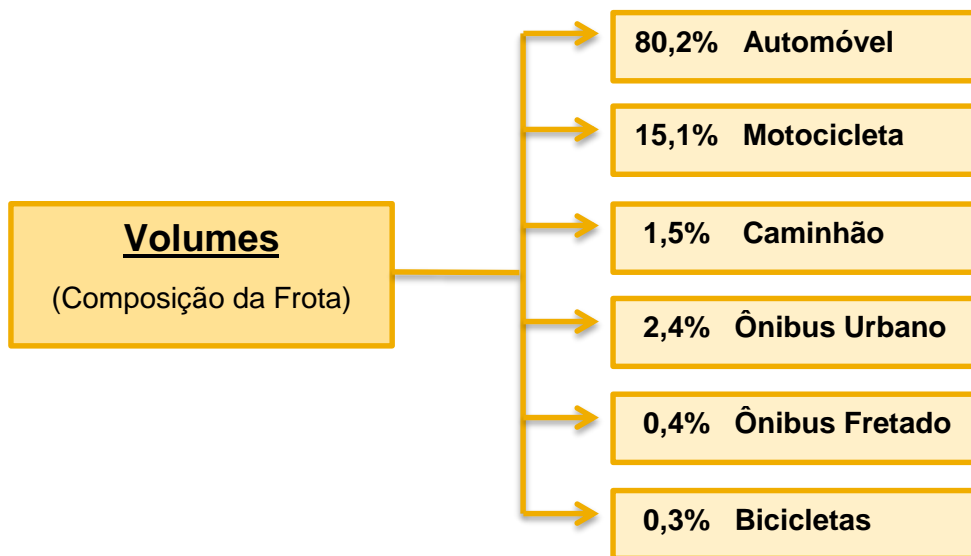 Volumes
(Composição da Frota)
80,2% Automóvel
15,1% Motocicleta
1,5% Caminhão
2,4% Ônibus Urbano
0,4% Ônibus Fretado
0,3% Bicicletas